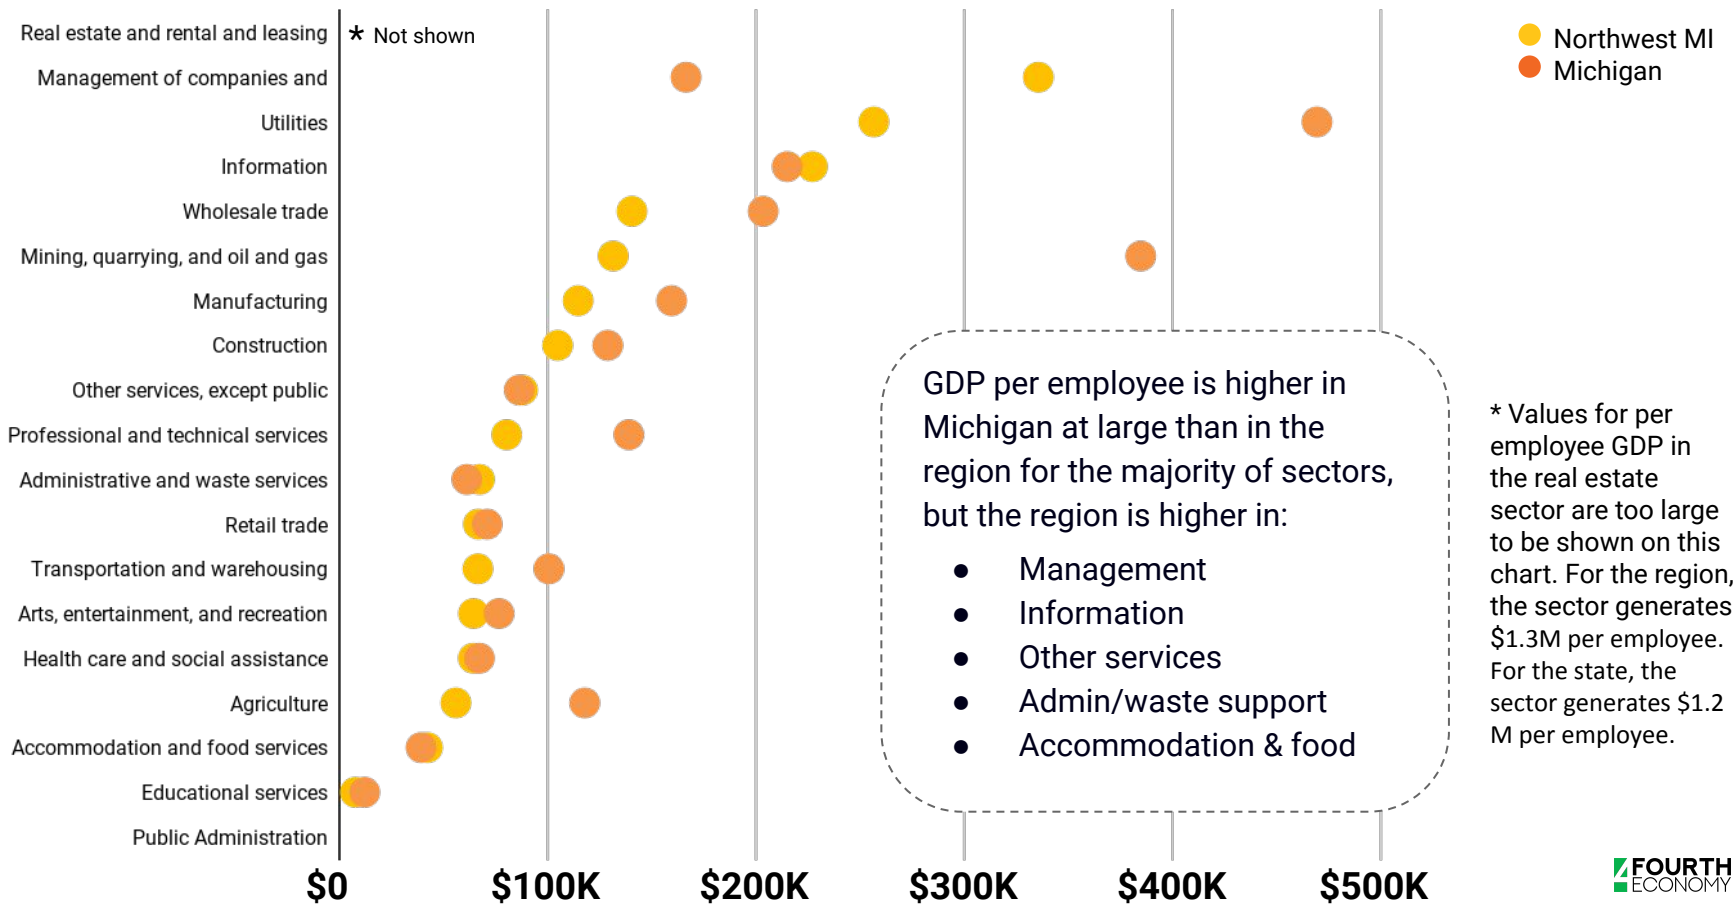 Real estate and rental and leasing
* Not shown
Management of companies and
Utilities
Information
Wholesale trade
Mining, quarrying, and oil and gas
Manufacturing
Construction
Other services, except public
Professional and technical services
Administrative and waste services
Retail trade
Transportation and warehousing
Arts, entertainment, and recreation
Health care and social assistance
Agriculture
Accommodation and food services
Educational services
Public Administration
$0 $100K $200K $300K $400K $500K
Northwest MI
Michigan
GDP per employee is higher in
Michigan at large than in the
region for the majority of sectors,
but the region is higher in:
● Management
● Information
● Other services
● Admin/waste support
● Accommodation & food
* Values for per
employee GDP in
the real estate
sector are too large
to be shown on this
chart. For the region,
the sector generates
$1.3M per employee.
For the state, the
sector generates $1.2
M per employee.
FOURTH
ECONOMY